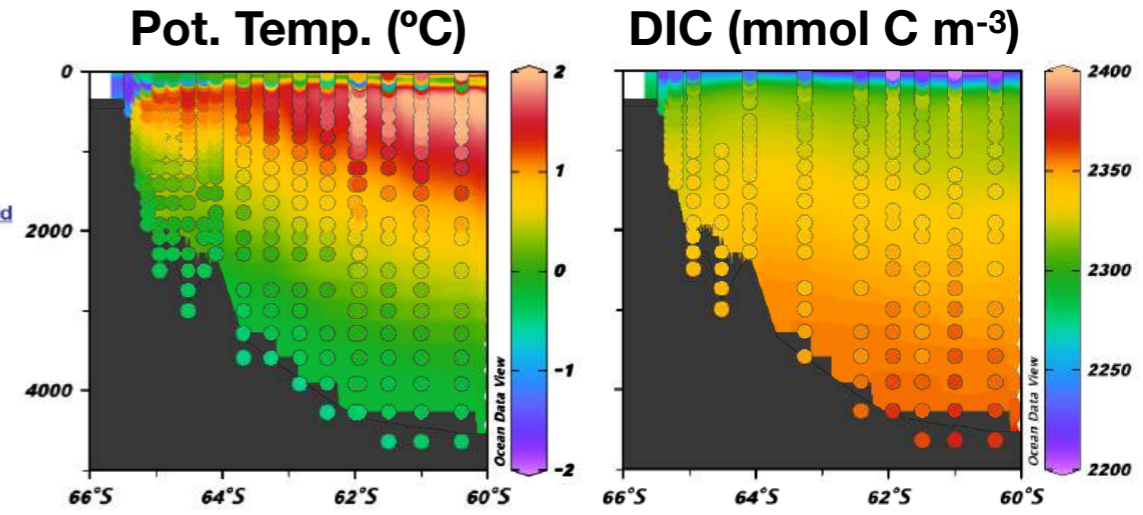 Pot. Temp. (ºC)
DIC (mmol C m-3)
0
2000
4000
66°S
64°S
62°S
60°S
2
1
0
-1
-2
Ocean Data View
d
66°S
64°S
62°S
60°S
2400
2350
2300
2250
2200
Ocean Data View